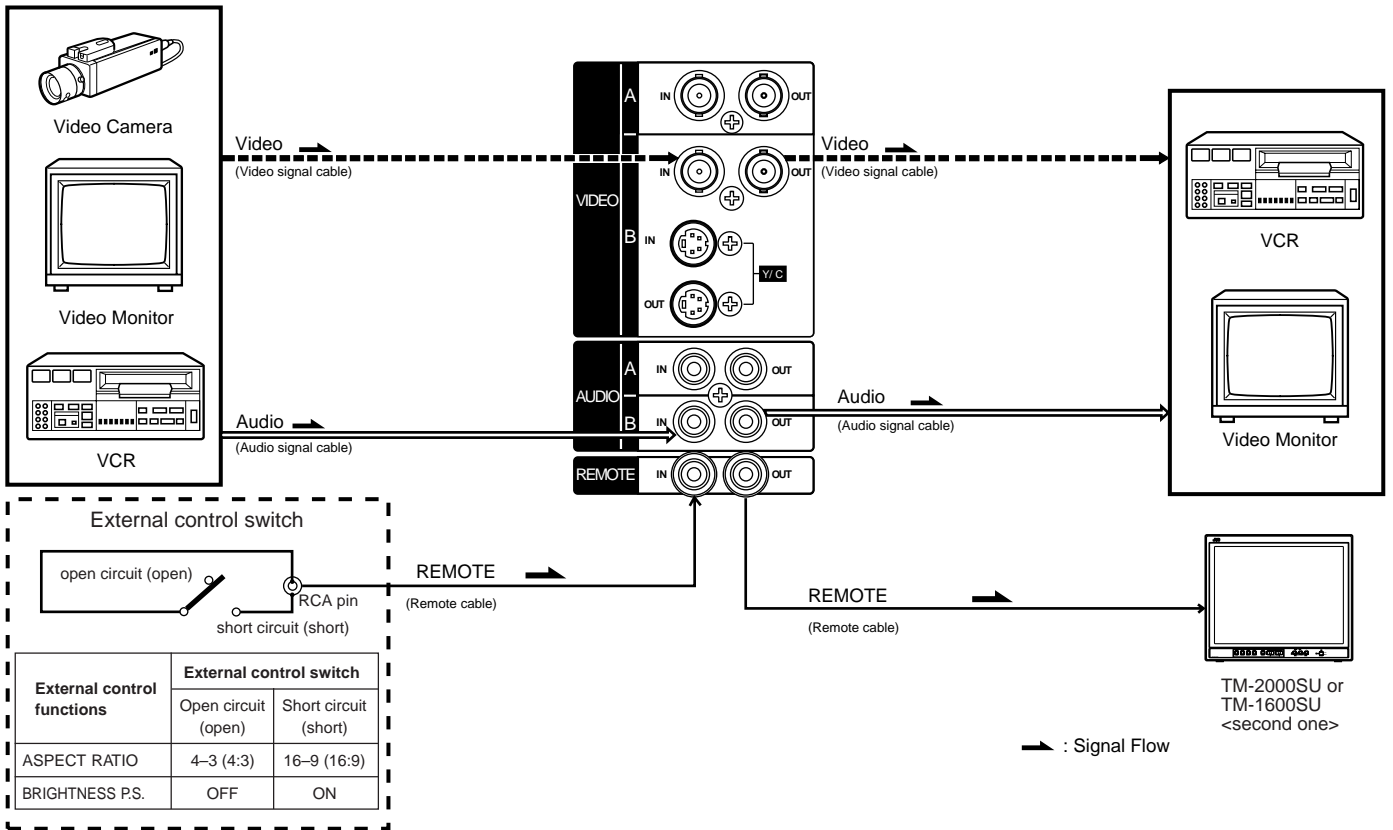 Video Camera
Video Monitor
VCR
Video
(Video signal cable)
Audio
(Audio signal cable)
VIDEO
A
IN
OUT
B
IN
OUT
IN
OUT
Y/C
AUDIO
A
IN
OUT
B
IN
OUT
REMOTE
IN
OUT
Video
(Video signal cable)
Audio
(Audio signal cable)
VCR
Video Monitor
External control switch
open circuit (open)
RCA pin
short circuit (short)
REMOTE
(Remote cable)
REMOTE
(Remote cable)
External control
functions
External control switch
Open circuit
(open)
Short circuit
(short)
ASPECT RATIO
4–3 (4:3)
16–9 (16:9)
BRIGHTNESS P.S.
OFF
ON
TM-2000SU or
TM-1600SU
<second one>
: Signal Flow